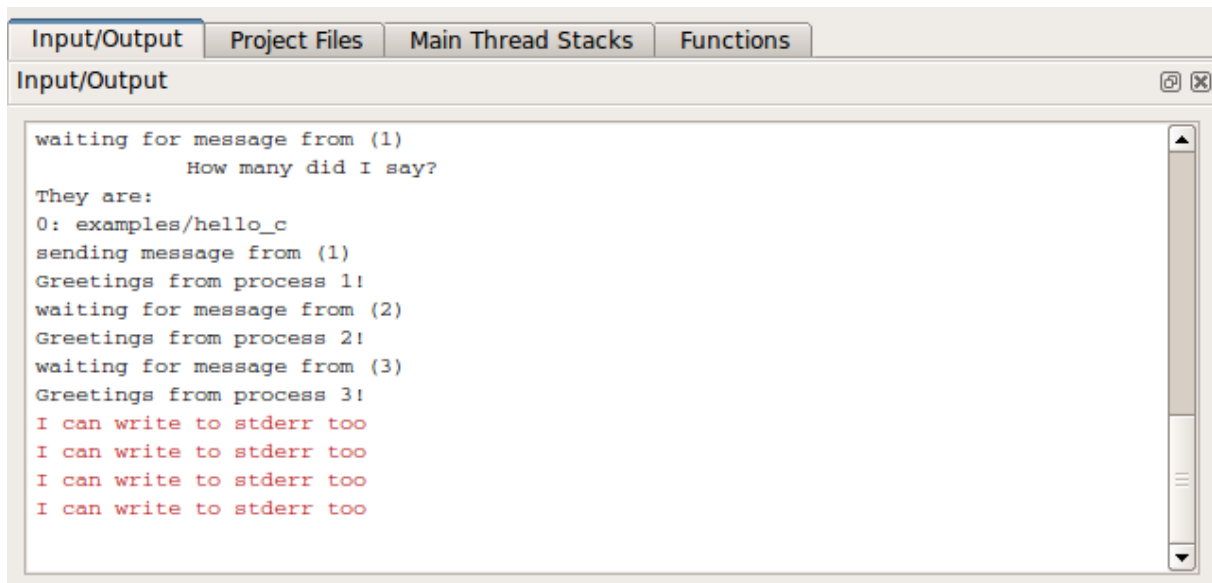 Input/Output Project Files Main Thread Stacks Functions
Input/Output
waiting for message from (1)
How many did I say?
They are:
0: examples/hello_c
sending message from (1)
Greetings from process 1!
waiting for message from (2)
Greetings from process 2!
waiting for message from (3)
Greetings from process 3!
I can write to stderr too
I can write to stderr too
I can write to stderr too
I can write to stderr too